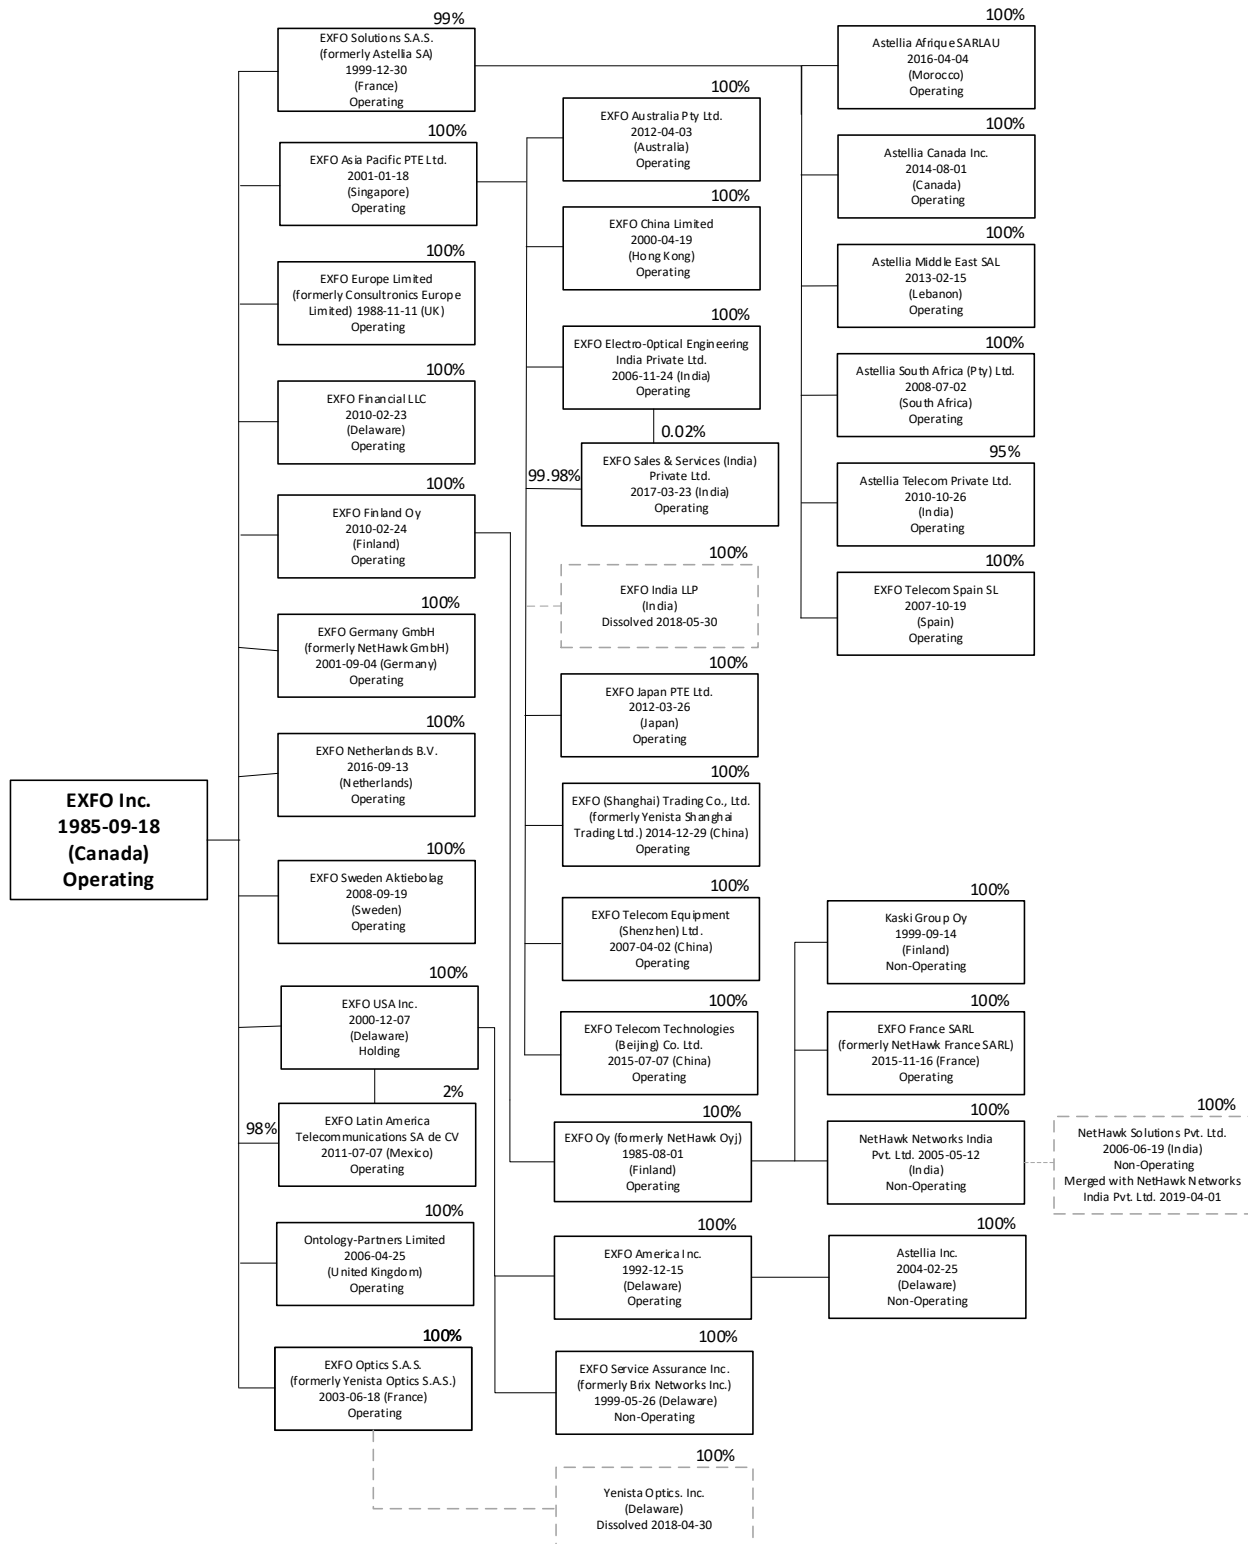 EXFO Inc.
1985-09-18
(Canada)
Operating
99%
EXFO Solutions S.A.S.
(formerly Astellia SA)
1999-12-30
(France)
Operating
100%
EXFO Asia Pacific PTE Ltd.
2001-01-18
(Singapore)
Operating
100%
EXFO Europe Limited
(formerly Consultronics Europe
Limited) 1988-11-11 (UK)
Operating
100%
EXFO Financial LLC
2010-02-23
(Delaware)
Operating
100%
EXFO Finland Oy
2010-02-24
(Finland)
Operating
100%
EXFO Germany GmbH
(formerly NetHawk GmbH)
2001-09-04 (Germany)
Operating
100%
EXFO Netherlands B.V.
2016-09-13
(Netherlands)
Operating
100%
EXFO Sweden Aktiebolag
2008-09-19
(Sweden)
Operating
100%
EXFO USA Inc.
2000-12-07
(Delaware)
Holding
2%
98%
EXFO Latin America
Telecommunications SA de CV
2011-07-07 (Mexico)
Operating
100%
Ontology-Partners Limited
2006-04-25
(United Kingdom)
Operating
100%
EXFO Optics S.A.S.
(formerly Yenista Optics S.A.S.)
2003-06-18 (France)
Operating
100%
EXFO Australia Pty Ltd.
2012-04-03
(Australia)
Operating
100%
EXFO China Limited
2000-04-19
(Hong Kong)
Operating
100%
EXFO Electro-Optical Engineering
India Private Ltd.
2006-11-24 (India)
Operating
0.02%
99.98%
EXFO Sales & Services (India)
Private Ltd.
2017-03-23 (India)
Operating
100%
EXFO India LLP
(India)
Dissolved 2018-05-30
100%
EXFO Japan PTE Ltd.
2012-03-26
(Japan)
Operating
100%
EXFO (Shanghai) Trading Co., Ltd.
(formerly Yenista Shanghai
Trading Ltd.) 2014-12-29 (China)
Operating
100%
EXFO Telecom Equipment
(Shenzhen) Ltd.
2007-04-02 (China)
Operating
100%
EXFO Telecom Technologies
(Beijing) Co. Ltd.
2015-07-07 (China)
Operating
100%
EXFO Oy (formerly NetHawk Oyj)
1985-08-01
(Finland)
Operating
100%
EXFO America Inc.
1992-12-15
(Delaware)
Operating
100%
EXFO Service Assurance Inc.
(formerly Brix Networks Inc.)
1999-05-26 (Delaware)
Non-Operating
100%
Yenista Optics. Inc.
(Delaware)
Dissolved 2018-04-30
100%
Astellia Afrique SARLAU
2016-04-04
(Morocco)
Operating
100%
Astellia Canada Inc.
2014-08-01
(Canada)
Operating
100%
Astellia Middle East SAL
2013-02-15
(Lebanon)
Operating
100%
Astellia South Africa (Pty) Ltd.
2008-07-02
(South Africa)
Operating
95%
Astellia Telecom Private Ltd.
2010-10-26
(India)
Operating
100%
EXFO Telecom Spain SL
2007-10-19
(Spain)
Operating
100%
Kaski Group Oy
1999-09-14
(Finland)
Non-Operating
100%
EXFO France SARL
(formerly NetHawk France SARL)
2015-11-16 (France)
Operating
100%
NetHawk Networks India
Pvt. Ltd. 2005-05-12
(India)
Non-Operating
100%
NetHawk Solutions Pvt. Ltd.
2006-06-19 (India)
Non-Operating
Merged with NetHawk Networks
India Pvt. Ltd. 2019-04-01
100%
Astellia Inc.
2004-02-25
(Delaware)
Non-Operating